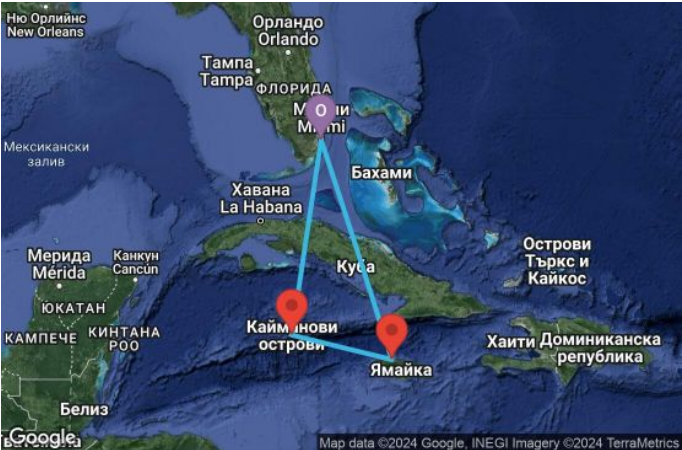 Ню Орлийнс
New Orleans
Орландо
Orlando
Тампа
Tampa
ФЛОРИДА
O
Miami
Мексикански
залив
Бахами
Хавана
La Habana
Мерида
Mérida
Канкун
Cancún
Куба
Острови
Търкс и
Кайкос
ЮКАТАН
КАМПЕЧЕ
КИНТАНА
РОО
Кайманови
острови
Ямайка
Хаити
Доминиканска
република
Белиз
Google
Map data ©2024 Google, INEGI Imagery ©2024 TerraMetrics